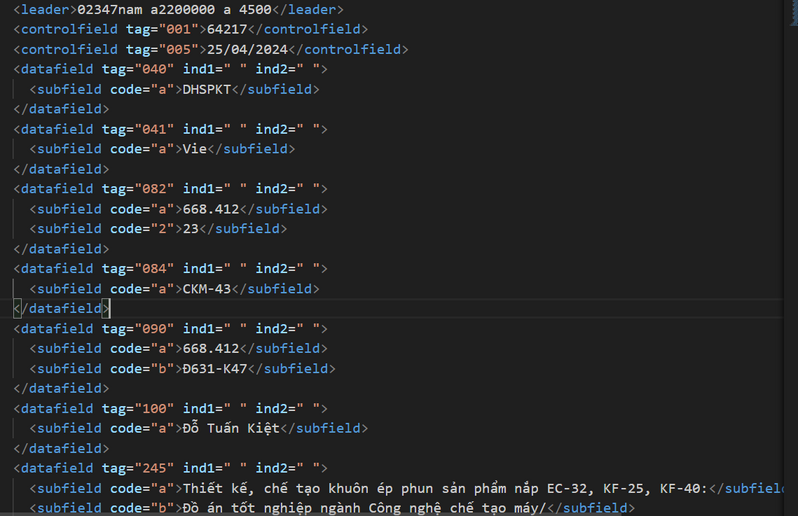 <leader>02347nam a2200000 a 4500</leader>
<controlfield tag="001">64217</controlfield>
<controlfield tag="005">25/04/2024</controlfield>
<datafield tag="040" ind1=" " ind2=" ">
<subfield code="a">DHSPKT</subfield>
</datafield>
<datafield tag="041" ind1=" " ind2=" ">
<subfield code="a">Vie</subfield>
</datafield>
<datafield tag="082" ind1=" " ind2=" ">
<subfield code="a">668.412</subfield>
<subfield code="2">23</subfield>
</datafield>
<datafield tag="084" ind1=" " ind2=" ">
<subfield code="a">CKM-43</subfield>
</datafield>
<datafield tag="090" ind1=" " ind2=" ">
<subfield code="a">668.412</subfield>
<subfield code="b">Đ631-K47</subfield>
</datafield>
<datafield tag="100" ind1=" " ind2=" ">
<subfield code="a">Đỗ Tuấn Kiệt</subfield>
</datafield>
<datafield tag="245" ind1=" " ind2=" ">
<subfield code="a">Thiết kế, chế tạo khuôn ép phun sản phẩm nắp EC-32, KF-25, KF-40:</subfiel
<subfield code="b">Đồ án tốt nghiệp ngành Công nghệ chế tạo máy/</subfield>